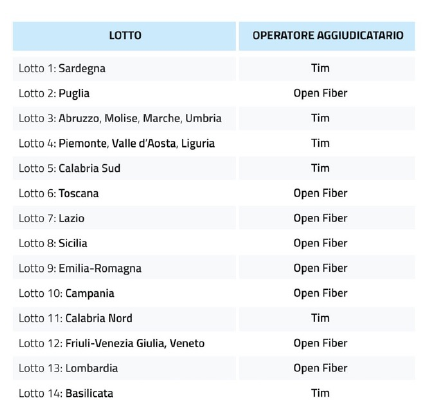 LOTTO OPERATORE AGGIUDICATARIO
Lotto 1: Sardegna Tim
Lotto 2: Puglia Open Fiber
Lotto 3: Abruzzo, Molise, Marche, Umbria Tim
Lotto 4: Piemonte, Valle d'Aosta, Liguria Tim
Lotto 5: Calabria Sud Tim
Lotto 6: Toscana Open Fiber
Lotto 7: Lazio Open Fiber
Lotto 8: Sicilia Open Fiber
Lotto 9: Emilia-Romagna Open Fiber
Lotto 10: Campania Open Fiber
Lotto 11: Calabria Nord Tim
Lotto 12: Friuli-Venezia Giulia, Veneto Open Fiber
Lotto 13: Lombardia Open Fiber
Lotto 14: Basilicata Tim